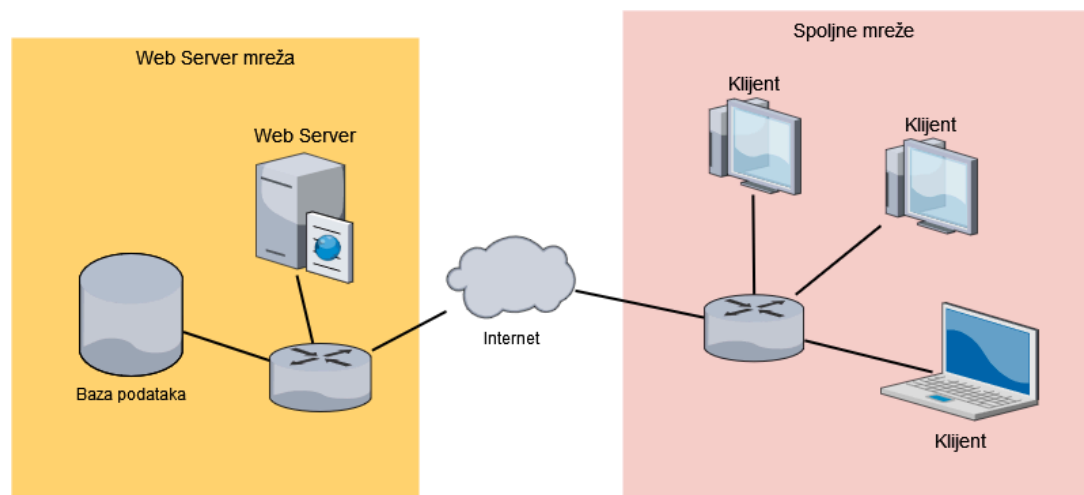 Web Server mreža
Web Server
Baza podataka
Internet
Spoljne mreže
Klijent
Klijent
Klijent